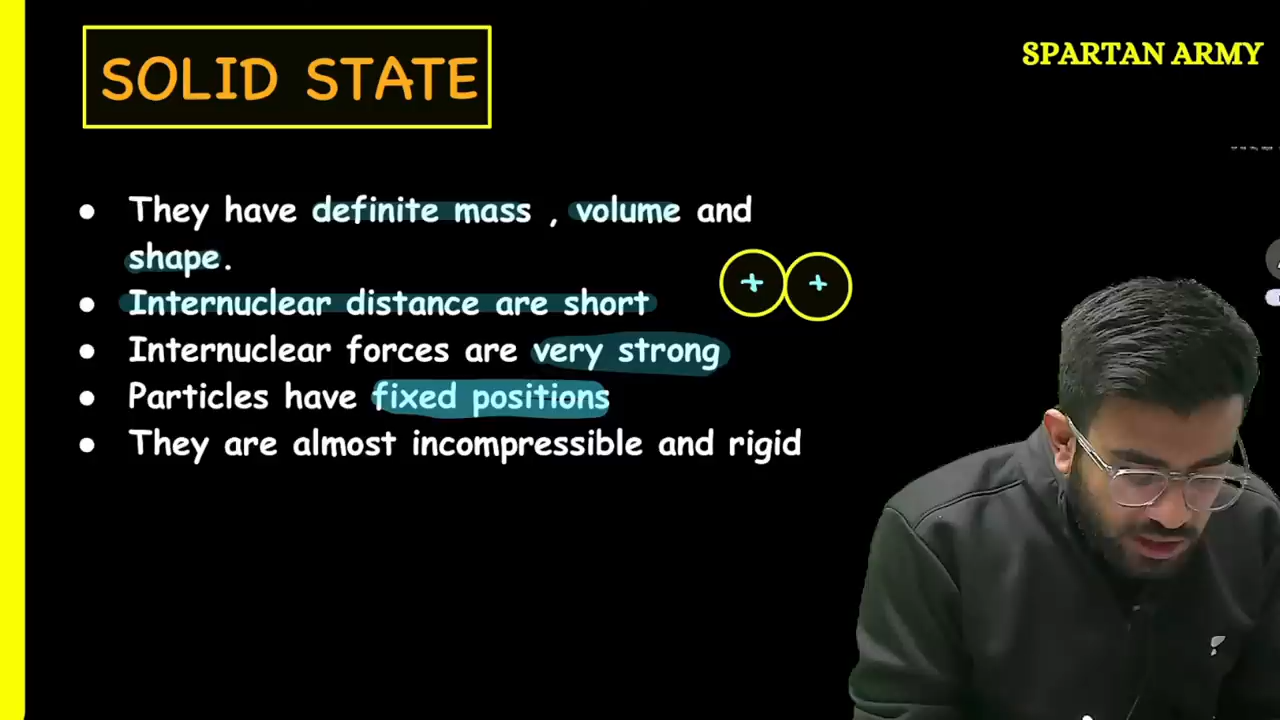 SOLID STATE
SPARTAN ARMY
• They have definite mass , volume and
shape.
• Internuclear distance are short
• Internuclear forces are very strong
• Particles have fixed positions
• They are almost incompressible and rigid
+ +